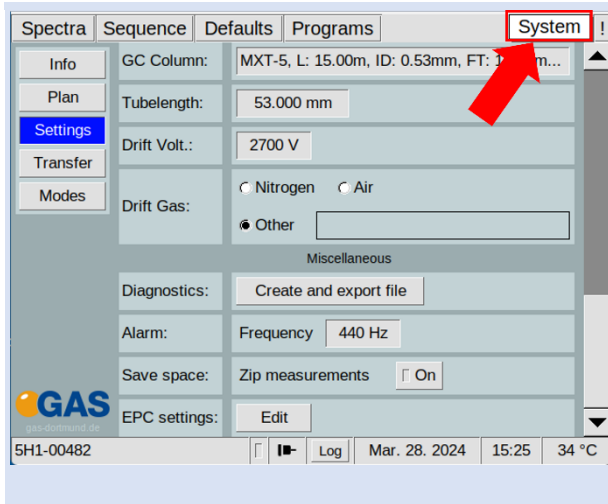 Spectra Sequence Defaults Programs System !
Info
Plan
Settings
Transfer
Modes
GC Column: MXT-5, L: 15.00m, ID: 0.53mm, FT: m...
Tubelength: 53.000 mm
Drift Volt.: 2700 V
Drift Gas: Nitrogen Air
Other
Miscellaneous
Diagnostics: Create and export file
Alarm: Frequency 440 Hz
Save space: Zip measurements On
EPC settings: Edit
GAS
gas-dortmund.de
5H1-00482 Log Mar. 28. 2024 15:25 34 °C